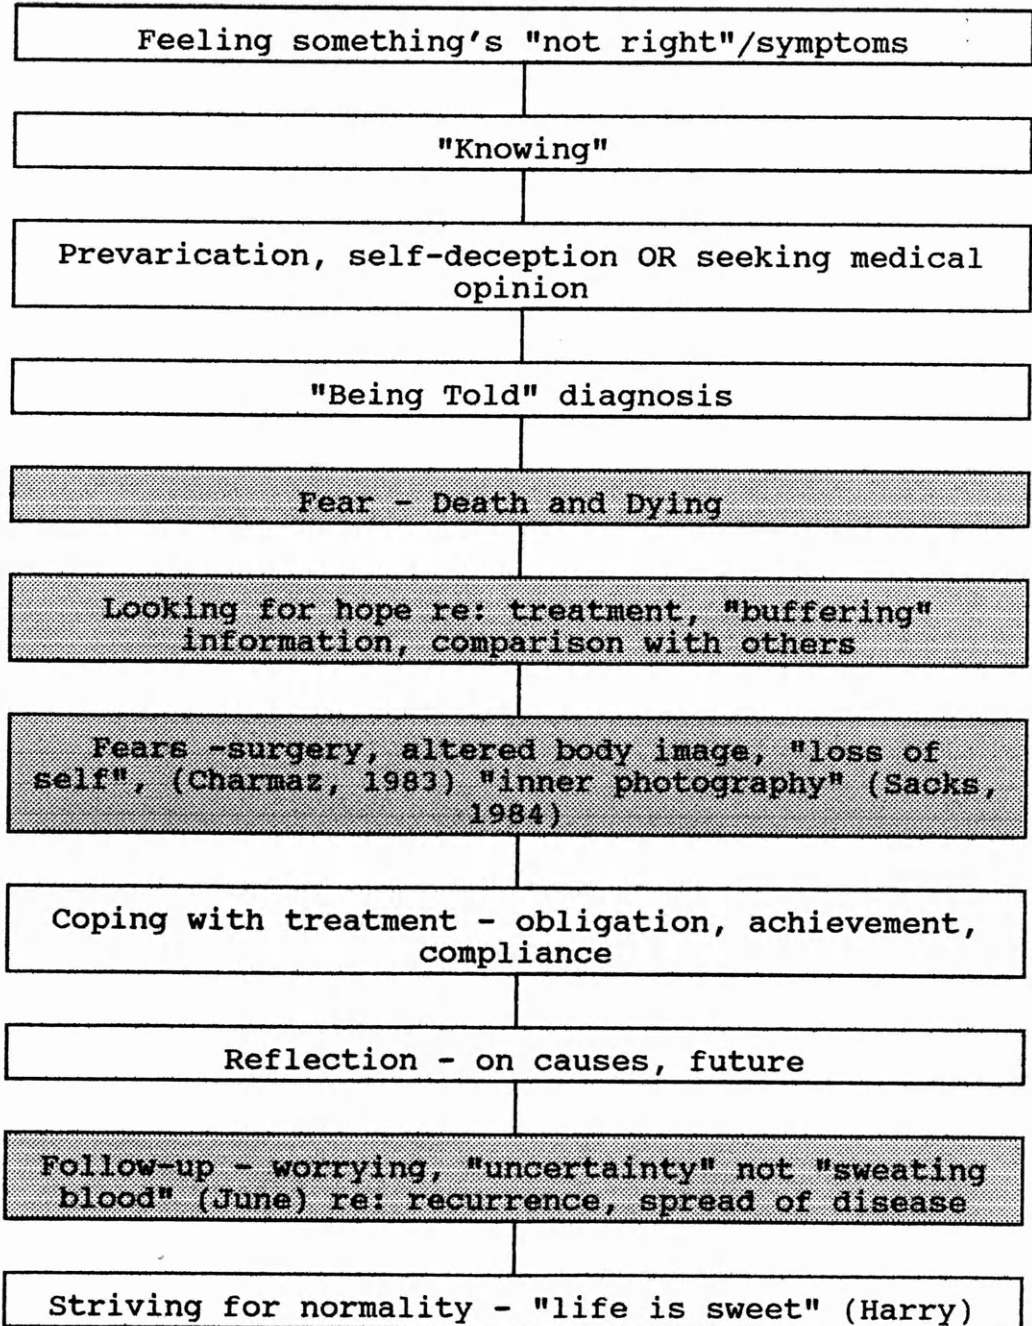 Feeling something's "not right"/symptoms
"Knowing"
Prevarication, self-deception OR seeking medical
opinion
"Being Told" diagnosis
Fear - Death and Dying
Looking for hope re: treatment, "buffering"
information, comparison with others
Fears -surgery, altered body image, "loss of
self", (Charmaz, 1983) "inner photography" (Sacks,
1984)
Coping with treatment - obligation, achievement,
compliance
Reflection - on causes, future
Follow-up - worrying, "uncertainty" not "sweating
blood" (June) re: recurrence, spread of disease
Striving for normality - "life is sweet" (Harry)